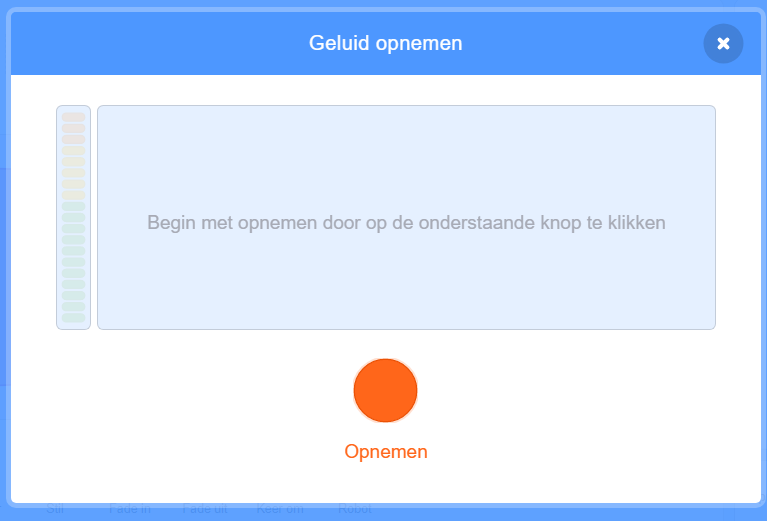 Geluid opnemen
Begin met opnemen door op de onderstaande knop te klikken
Opnemen
Stil Fade in Fade uit Keer om Robot